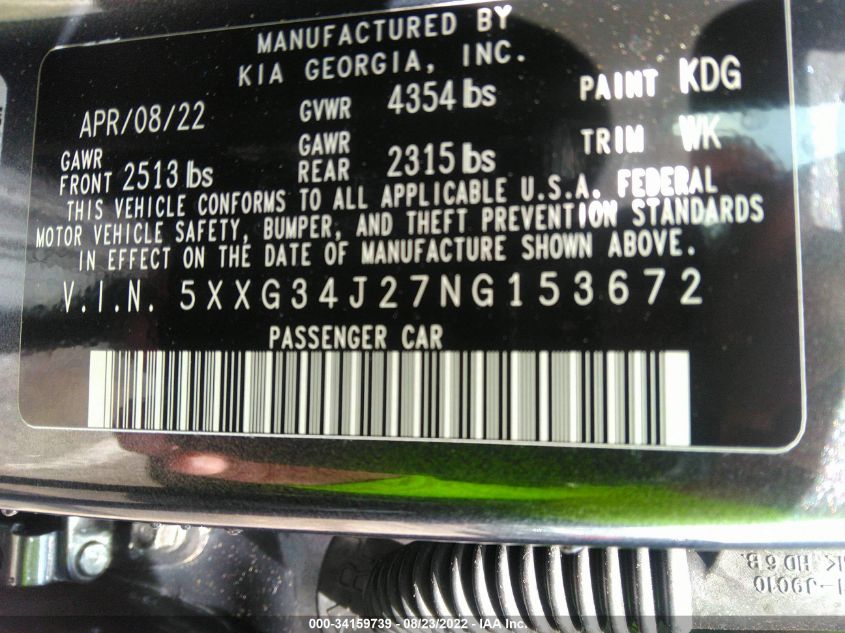 MANUFACTURED BY
KIA GEORGIA, INC.
APR/08/22 GVWR 4354 lbs PAINT KDG
GAWR FRONT 2513 lbs GAWR REAR 2315 lbs TRIM WK
THIS VEHICLE CONFORMS TO ALL APPLICABLE U.S.A. FEDERAL
MOTOR VEHICLE SAFETY, BUMPER, AND THEFT PREVENTION STANDARDS
IN EFFECT ON THE DATE OF MANUFACTURE SHOWN ABOVE.
V.I.N. 5XXG34J27NG153672
PASSENGER CAR
HD 6B
-J9010
000-34159739 - 08/23/2022 - IAA Inc.